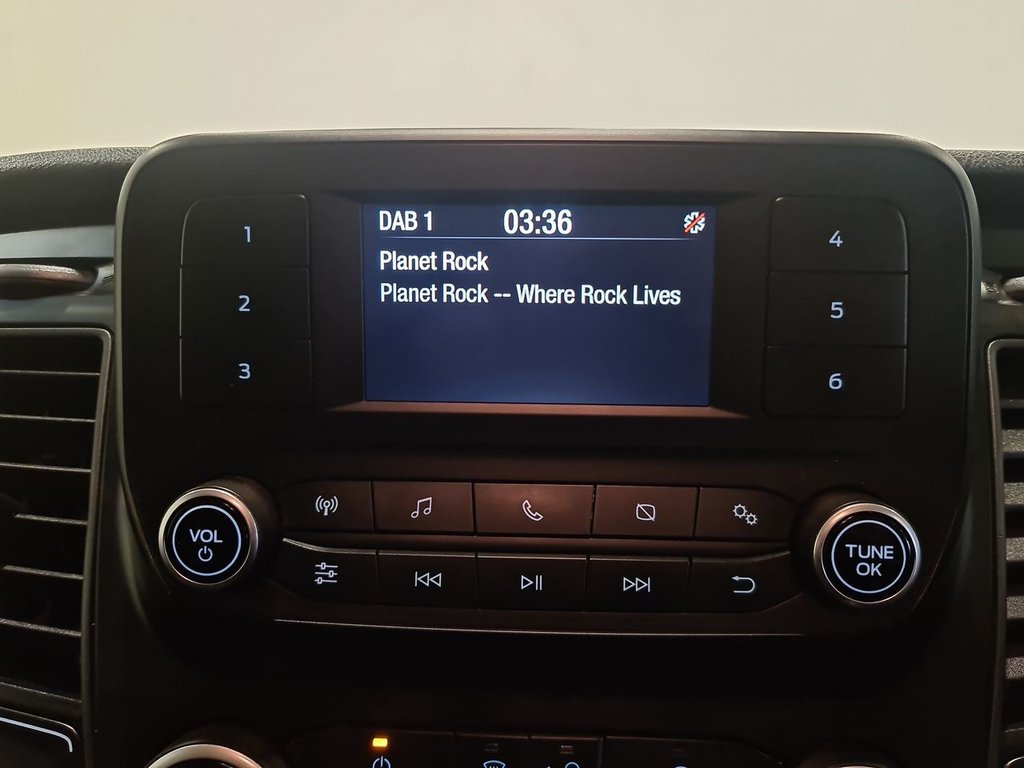 DAB 1 03:36
Planet Rock
Planet Rock -- Where Rock Lives
1
2
3
4
5
6
VOL
TUNE
OK